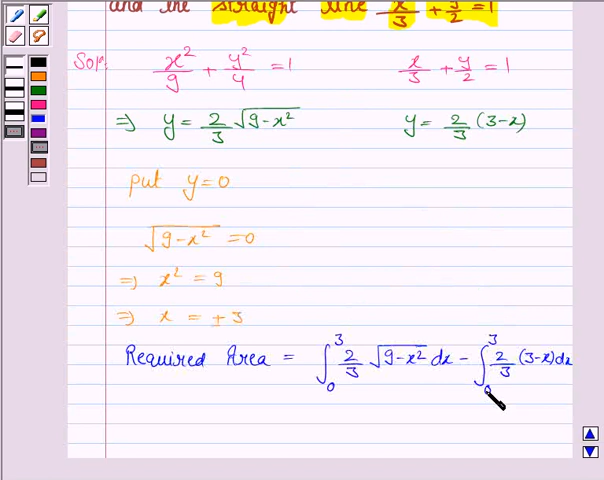 and the straight line x/3 + y/2 = 1
Solⁿ: x²/9 + y²/4 = 1    x/3 + y/2 = 1
⇒ y = 2/3 √(9-x²)    y = 2/3 (3-x)
put y=0
√(9-x²) = 0
⇒ x² = 9
⇒ x = ±3
Required Area = ∫₀³ 2/3 √(9-x²) dx - ∫₀³ 2/3 (3-x)dx